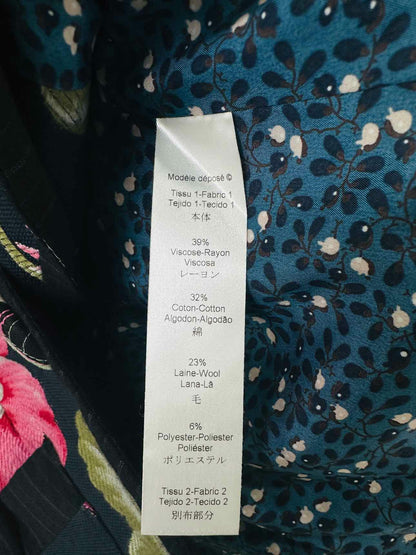 Modèle déposé ©
Tissu 1-Fabric 1
Tejido 1-Tecido 1
本体
39%
Viscose-Rayon
Viscosa
レーヨン
32%
Coton-Cotton
Algodon-Algodão
綿
23%
Laine-Wool
Lana-Lã
毛
6%
Polyester-Poliester
Poliéster
ポリエステル
Tissu 2-Fabric 2
Tejido 2-Tecido 2
別布部分